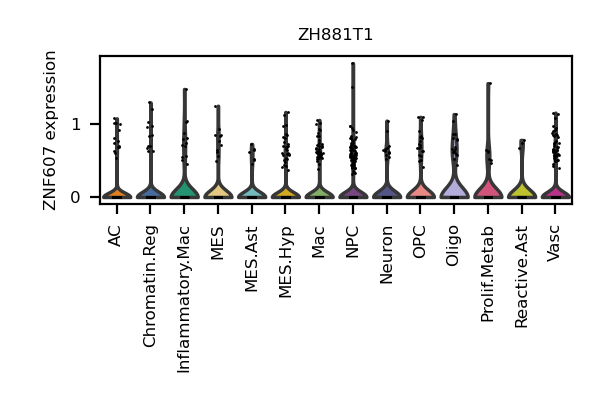 ZH881T1
ZNF607 expression
1
0
AC
Chromatin.Reg
Inflammatory.Mac
MES
MES.Ast
MES.Hyp
Mac
NPC
Neuron
OPC
Oligo
Prolif.Metab
Reactive.Ast
Vasc